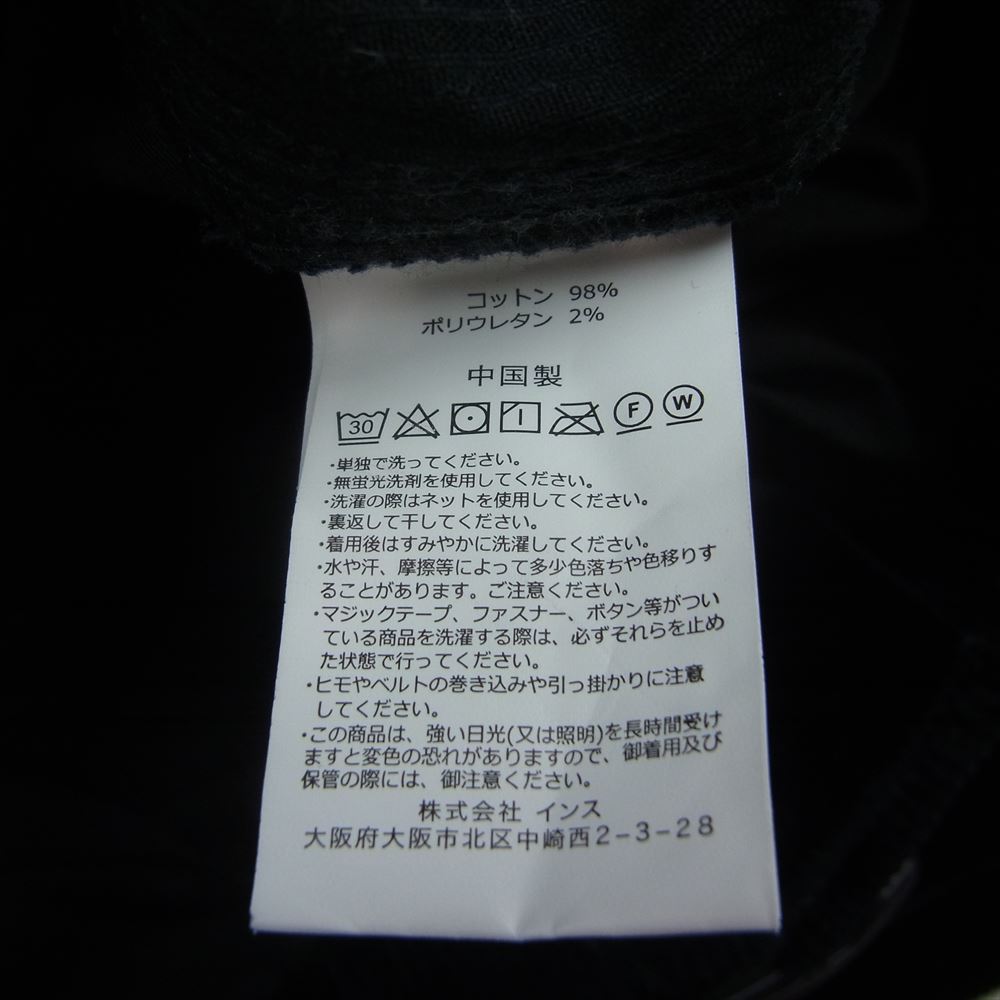 コットン 98%
ポリウレタン 2%
中国製
30 F W
・単独で洗ってください。
・無蛍光洗剤を使用してください。
・洗濯の際はネットを使用してください。
・裏返して干してください。
・着用後はすみやかに洗濯してください。
・水や汗、摩擦等によって多少色落ちや色移りす
ることがあります。ご注意ください。
・マジックテープ、ファスナー、ボタン等がつい
ている商品を洗濯する際は、必ずそれらを止め
た状態で行ってください。
・ヒモやベルトの巻き込みや引っ掛かりに注意
してください。
・この商品は、強い日光(又は照明)を長時間受け
ますと変色の恐れがありますので、御着用及び
保管の際には、御注意ください。
株式会社 インス
大阪府大阪市北区中崎西2-3-28